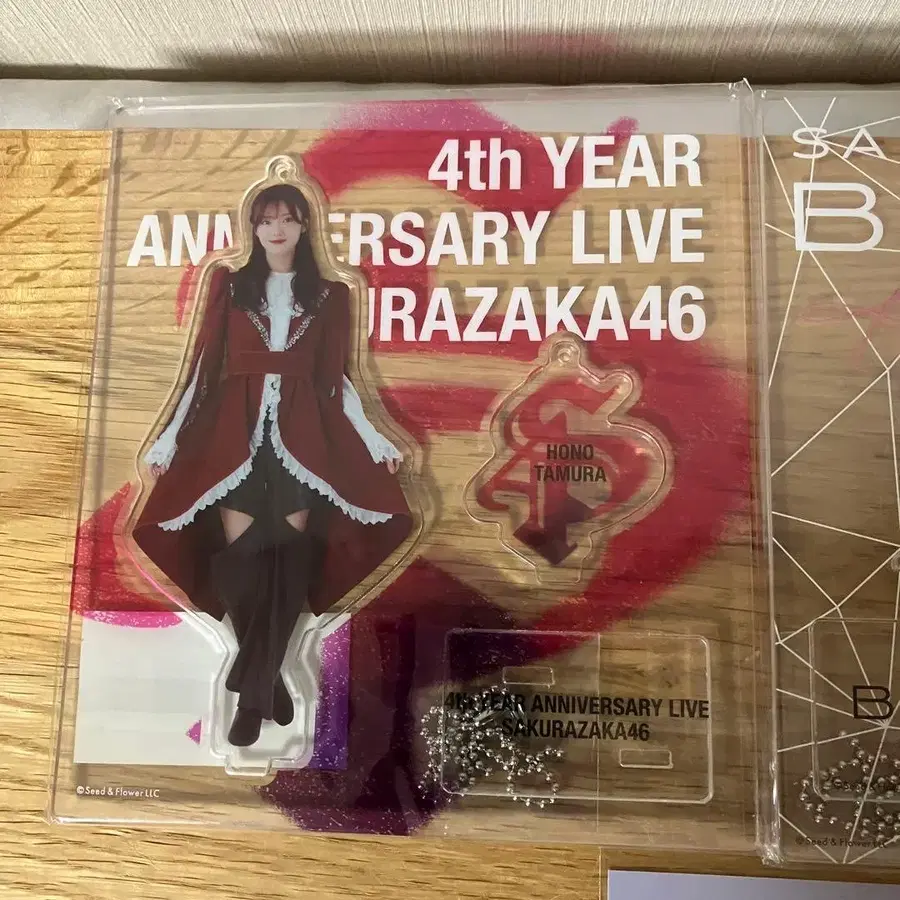 4th YEAR
ANNIVERSARY LIVE
SAKURAZAKA46
HONO
TAMURA
4th YEAR ANNIVERSARY LIVE
SAKURAZAKA46
©Seed & Flower LLC
SA
B
B
©Seed & Flower LLC